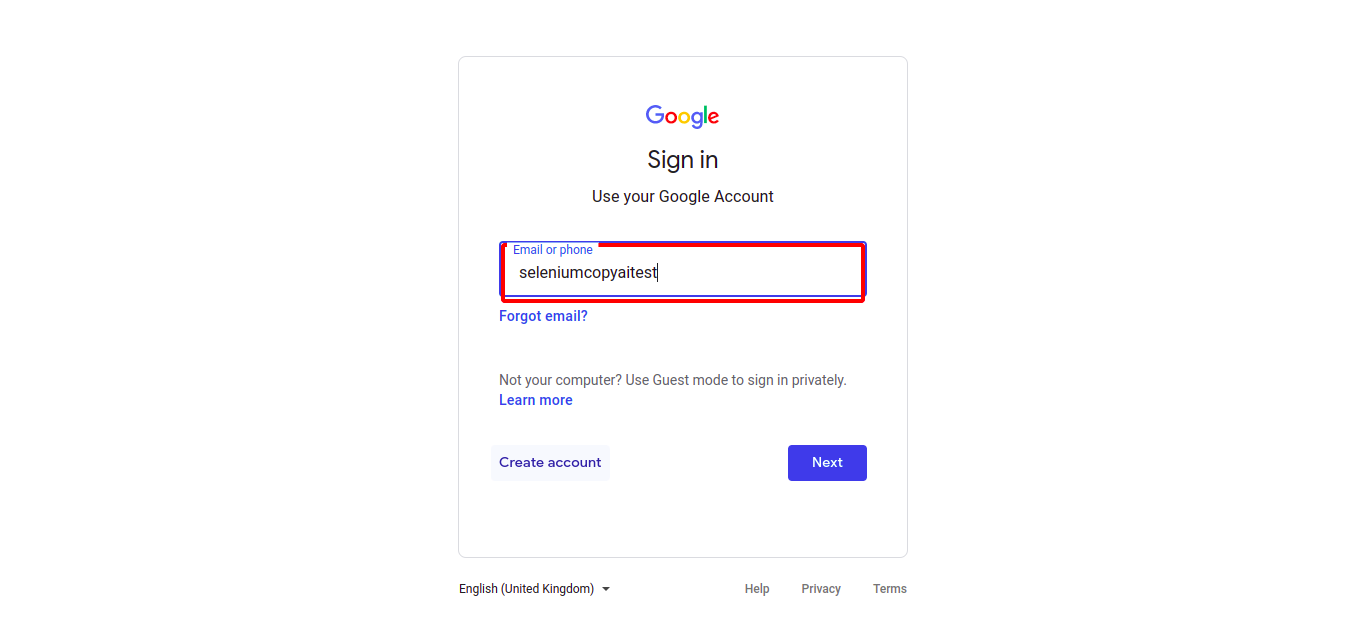 Google
Sign in
Use your Google Account
Email or phone
seleniumcopyaitest
Forgot email?
Not your computer? Use Guest mode to sign in privately.
Learn more
Create account
Next
English (United Kingdom)
Help
Privacy
Terms